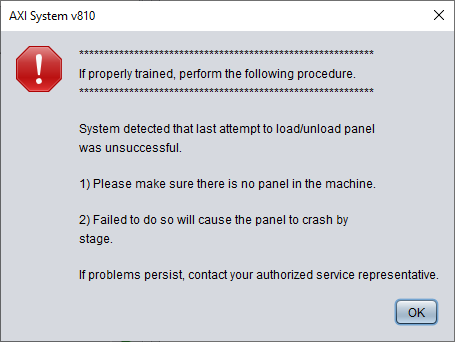 AXI System v810
***********************************************************
If properly trained, perform the following procedure.
***********************************************************
System detected that last attempt to load/unload panel
was unsuccessful.
1) Please make sure there is no panel in the machine.
2) Failed to do so will cause the panel to crash by
stage.
If problems persist, contact your authorized service representative.
OK